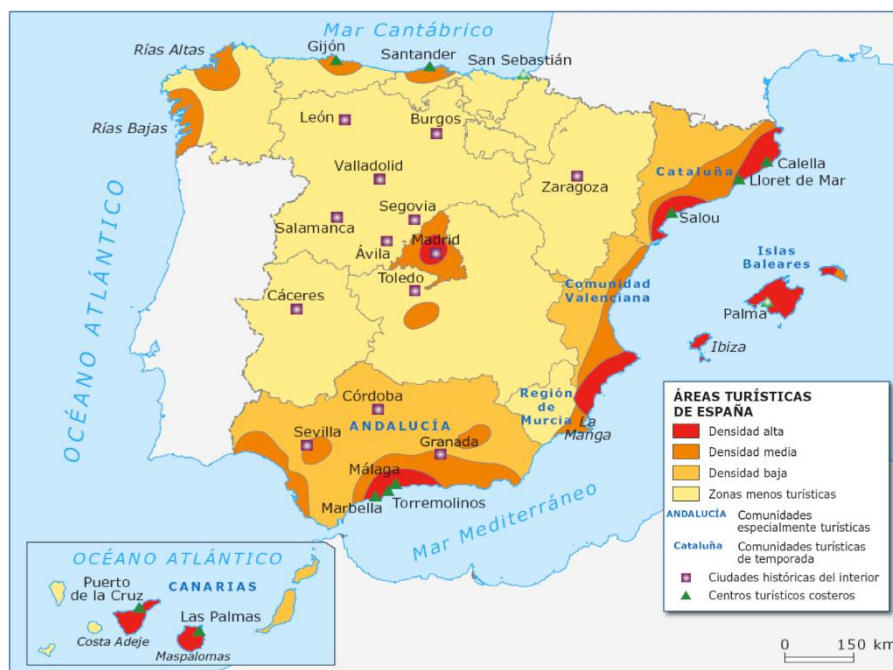 Mar Cantábrico
Rías Altas
Gijón
Santander
San Sebastián
Rías Bajas
León
Burgos
Valladolid
Zaragoza
Cataluña
Calella
Lloret de Mar
Salou
Segovia
Salamanca
Madrid
Ávila
Toledo
Islas
Baleares
Comunidad
Valenciana
Palma
Cáceres
Ibiza
OCÉANO ATLÁNTICO
Córdoba
ANDALUCÍA
Región
de
Murcia
La
Manga
Sevilla
Granada
Málaga
Marbella
Torremolinos
Mar Mediterráneo
OCÉANO ATLÁNTICO
Puerto
de la Cruz
CANARIAS
Las Palmas
Costa Adeje
Maspalomas
ÁREAS TURÍSTICAS
DE ESPAÑA
Densidad alta
Densidad media
Densidad baja
Zonas menos turísticas
ANDALUCÍA Comunidades
especialmente turísticas
Cataluña Comunidades turísticas
de temporada
Ciudades históricas del interior
Centros turísticos costeros
0 150 km